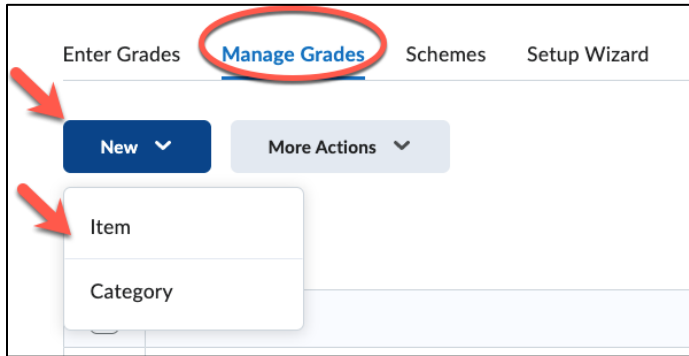 Enter Grades Manage Grades Schemes Setup Wizard
New More Actions
Item
Category